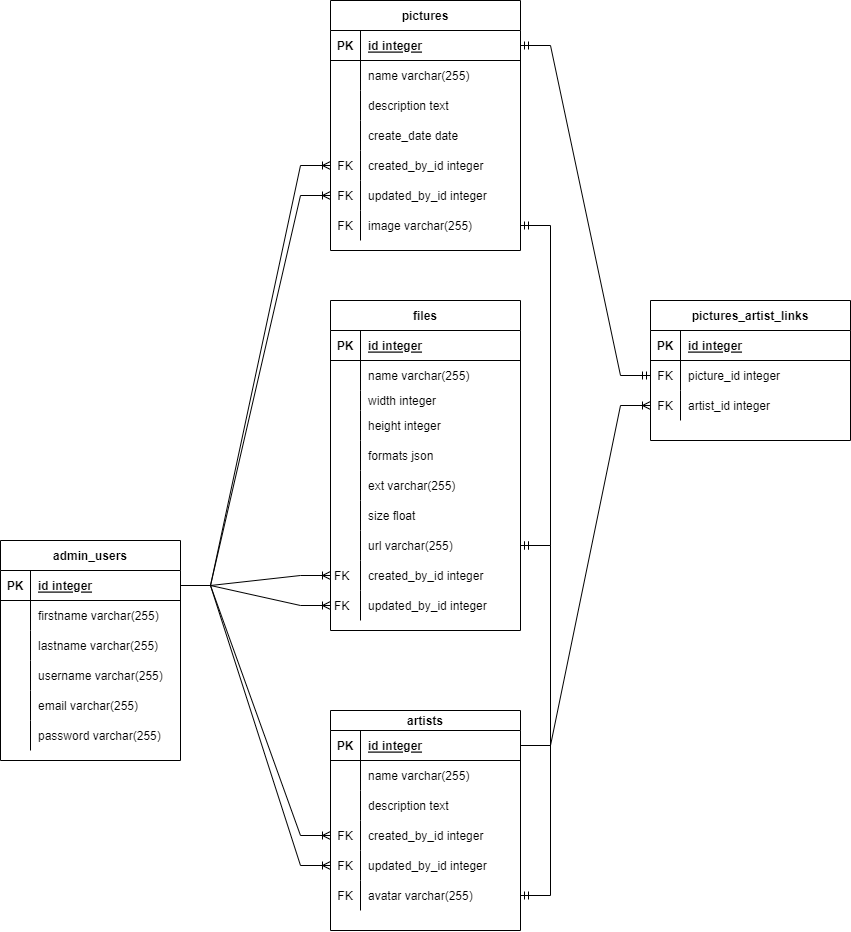 pictures
PK id integer
name varchar(255)
description text
create_date date
FK created_by_id integer
FK updated_by_id integer
FK image varchar(255)
files
PK id integer
name varchar(255)
width integer
height integer
formats json
ext varchar(255)
size float
url varchar(255)
FK created_by_id integer
FK updated_by_id integer
pictures_artist_links
PK id integer
FK picture_id integer
FK artist_id integer
admin_users
PK id integer
firstname varchar(255)
lastname varchar(255)
username varchar(255)
email varchar(255)
password varchar(255)
artists
PK id integer
name varchar(255)
description text
FK created_by_id integer
FK updated_by_id integer
FK avatar varchar(255)